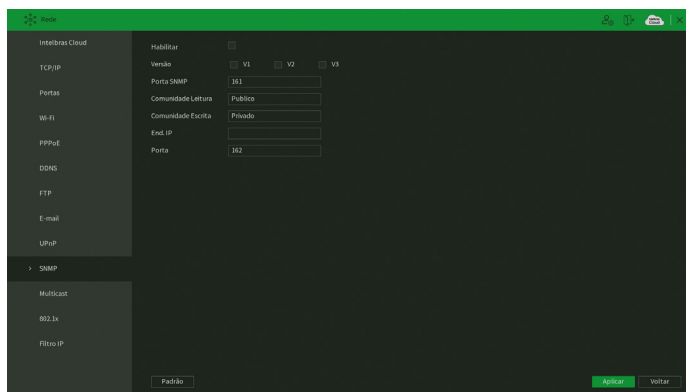 Rede
Intelbras Cloud
TCP/IP
Portas
Wi-Fi
PPPoE
DDNS
FTP
E-mail
UPnP
SNMP
Multicast
802.1x
Filtro IP
Habilitar
Versão V1 V2 V3
Porta SNMP 161
Comunidade Leitura Publico
Comunidade Escrita Privado
End. IP
Porta 162
Padrão Aplicar Voltar